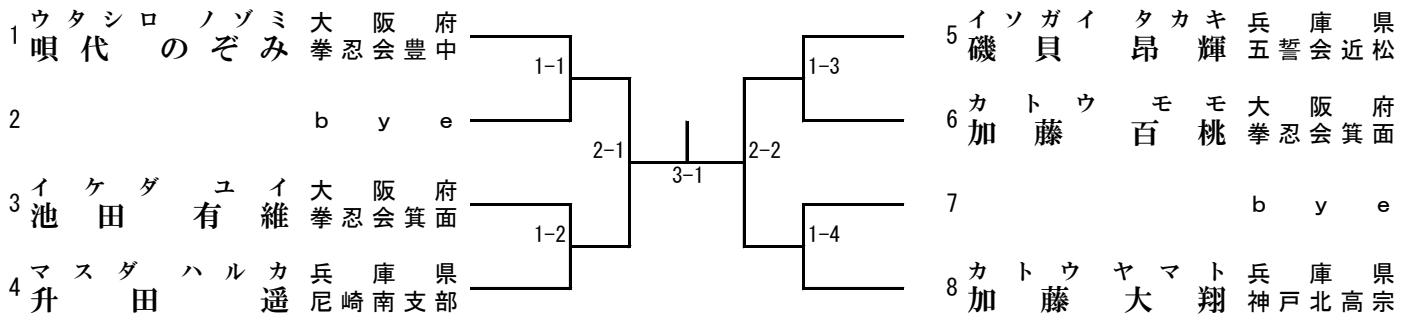 ウタシロ ノゾミ 大阪府
1 唄代 のぞみ 拳忍会豊中
1-1
2 bye
2-1
イケダ ユイ 大阪府
3 池田 有維 拳忍会箕面
1-2
マスダ ハルカ 兵庫県
4 升田 遥 尼崎南支部
3-1
イソガイ タカキ 兵庫県
5 磯貝 昂輝 五誓会近松
1-3
カトウ モモ 大阪府
6 加藤 百桃 拳忍会箕面
2-2
7 bye
1-4
カトウ ヤマト 兵庫県
8 加藤 大翔 神戸北高宗